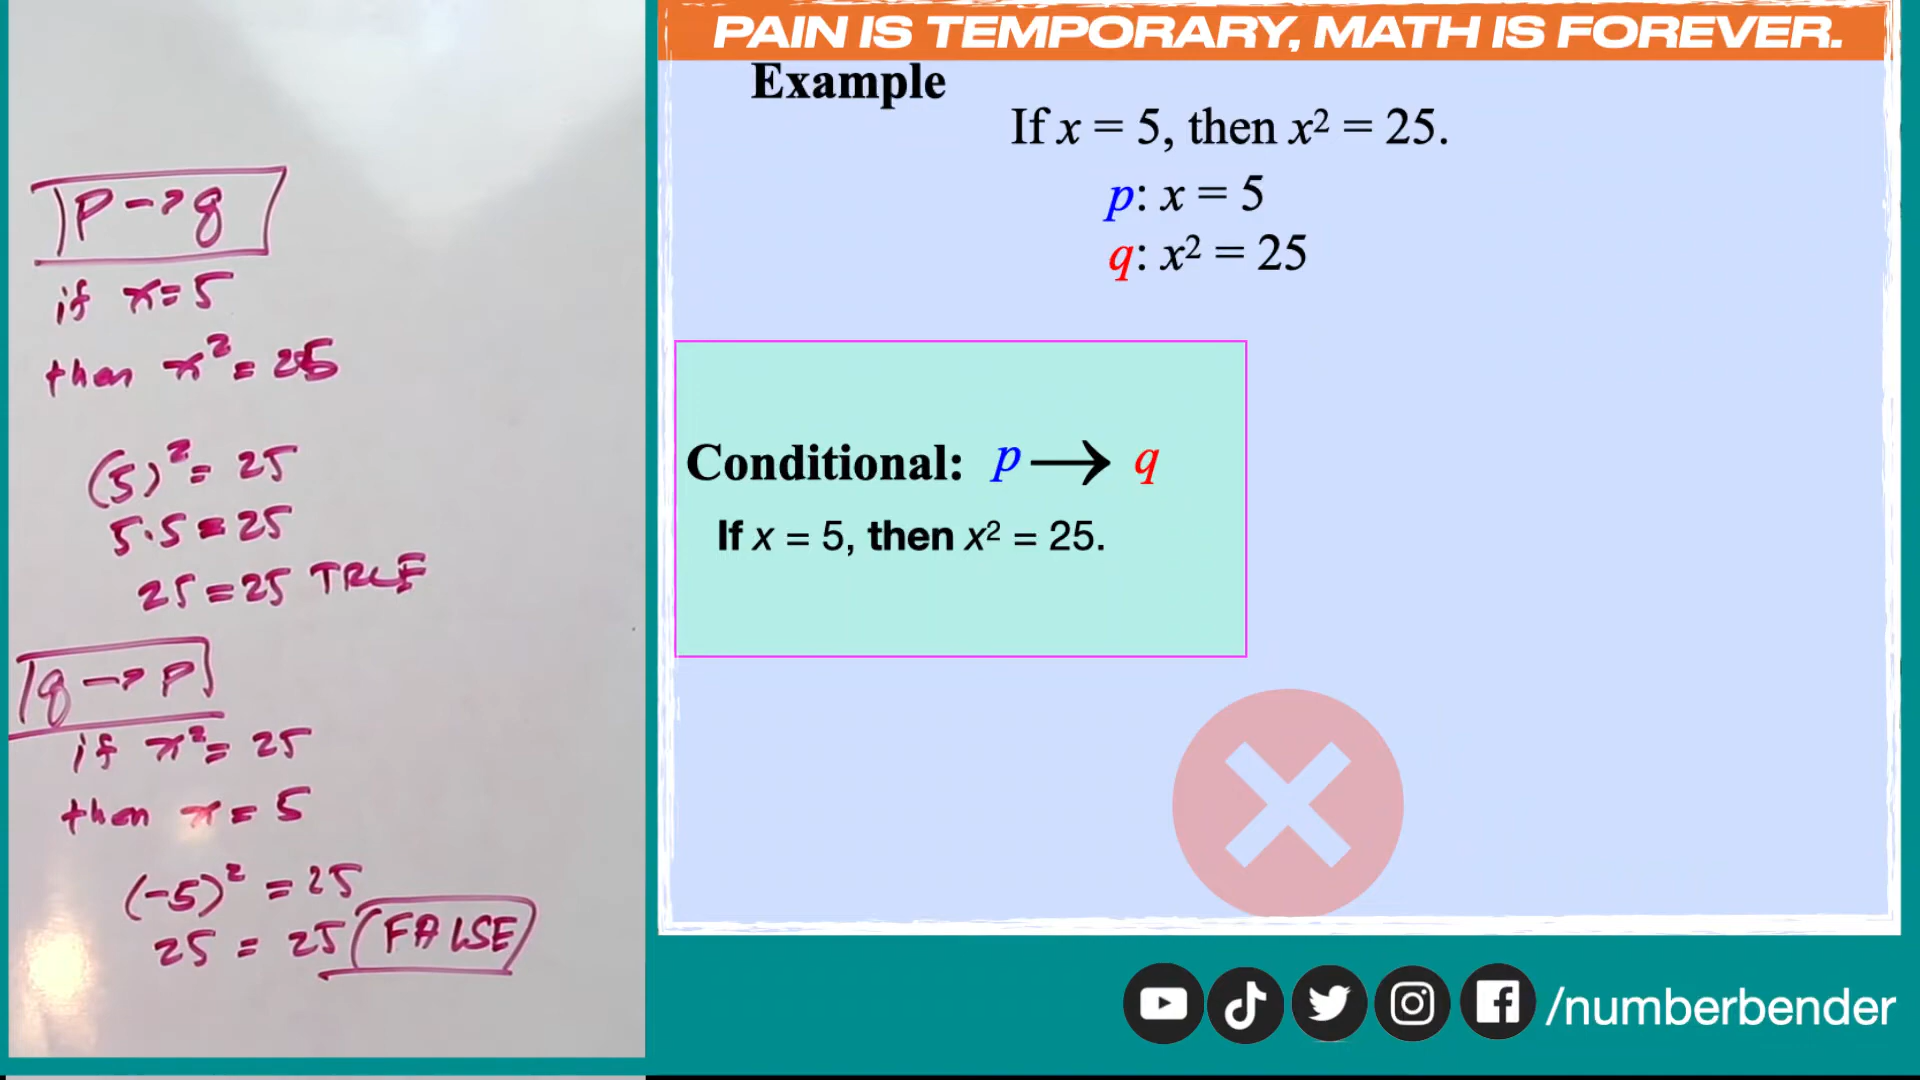 p→q
if x=5
then x²=25
(5)²=25
5·5=25
25=25 TRUE
q→p
if x²=25
then x=5
(-5)²=25
25=25 FALSE
PAIN IS TEMPORARY, MATH IS FOREVER.
Example
If x = 5, then x² = 25.
p: x = 5
q: x² = 25
Conditional: p → q
If x = 5, then x² = 25.
/numberbender